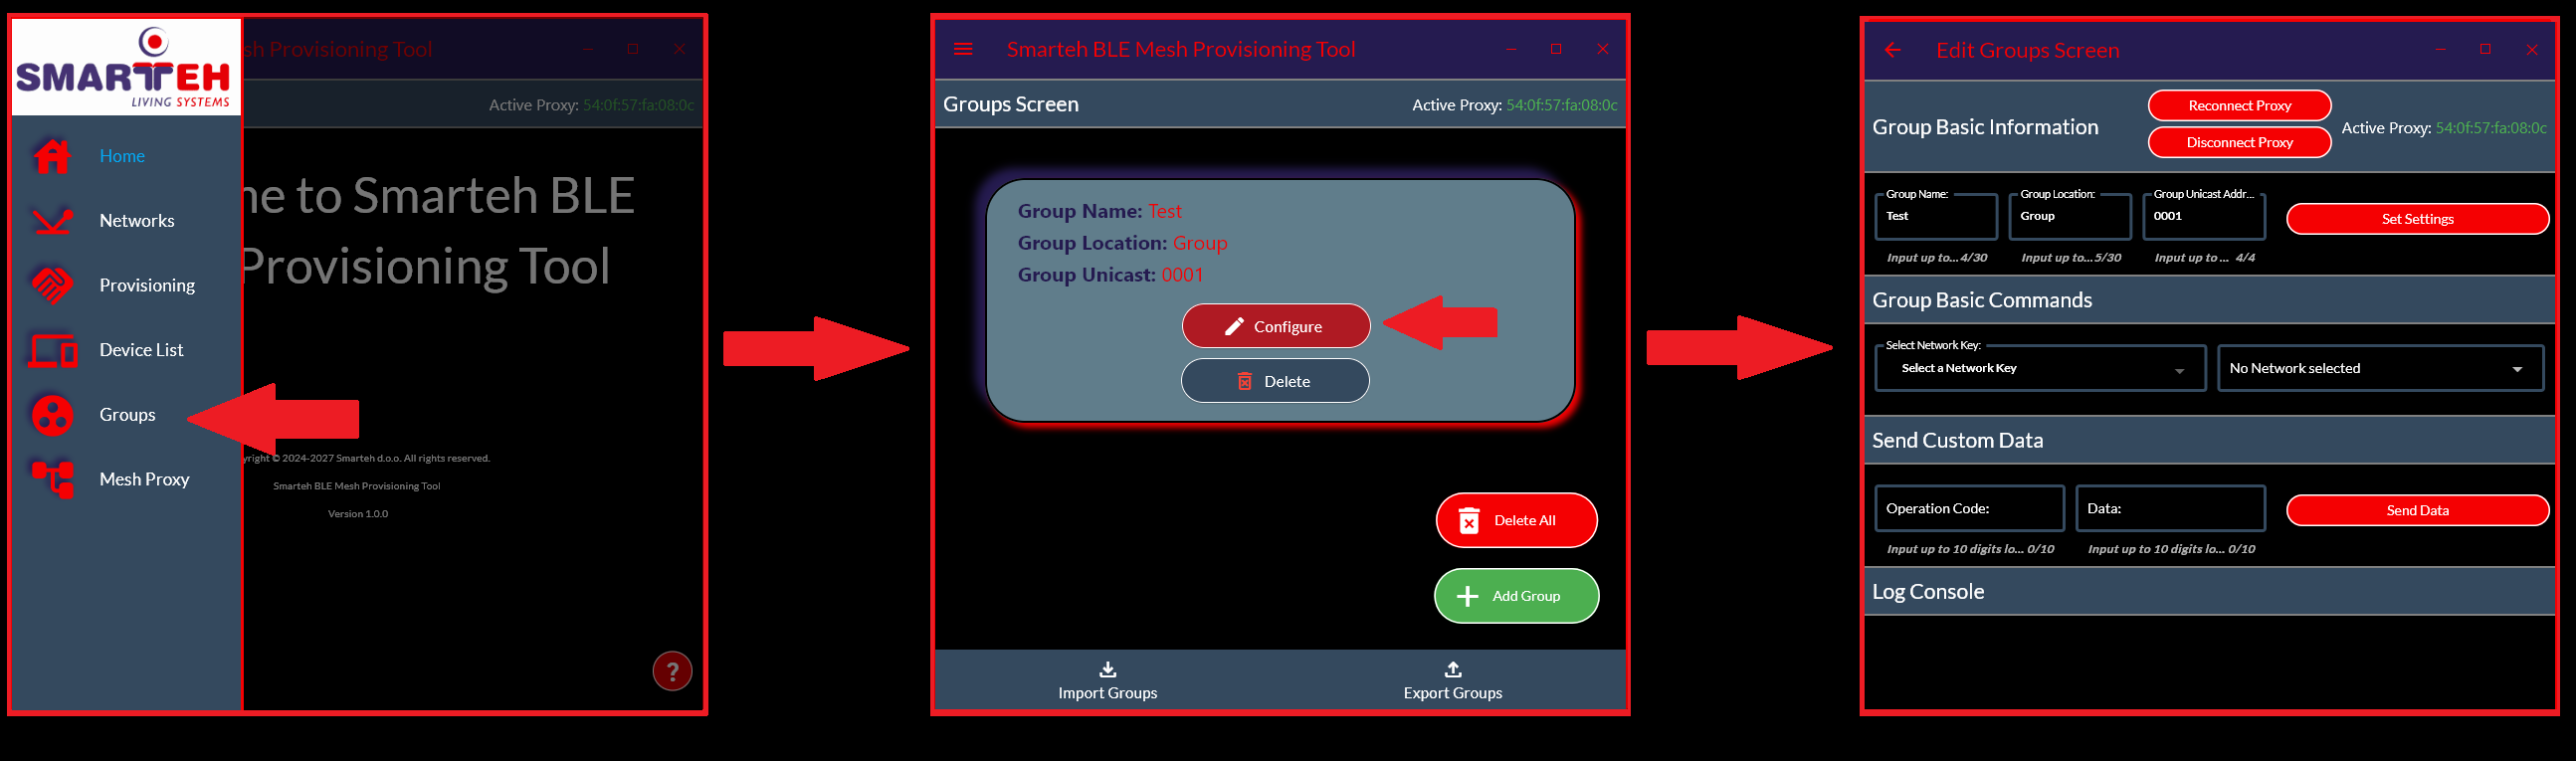 SMARTEH
LIVING SYSTEMS
Home
Networks
Provisioning
Device List
Groups
Mesh Proxy
sh Provisioning Tool
Active Proxy: 54:0f:57:fa:08:0c
ne to Smarteh BLE
Provisioning Tool
yright © 2024-2027 Smarteh d.o.o. All rights reserved.
Smarteh BLE Mesh Provisioning Tool
Version 1.0.0
?
Smarteh BLE Mesh Provisioning Tool
Groups Screen
Active Proxy: 54:0f:57:fa:08:0c
Group Name: Test
Group Location: Group
Group Unicast: 0001
Configure
Delete
Delete All
Add Group
Import Groups
Export Groups
Edit Groups Screen
Group Basic Information
Reconnect Proxy
Disconnect Proxy
Active Proxy: 54:0f:57:fa:08:0c
Group Name:
Test
Input up to... 4/30
Group Location:
Group
Input up to... 5/30
Group Unicast Addr...
0001
Input up to ... 4/4
Set Settings
Group Basic Commands
Select Network Key:
Select a Network Key
No Network selected
Send Custom Data
Operation Code:
Input up to 10 digits lo... 0/10
Data:
Input up to 10 digits lo... 0/10
Send Data
Log Console